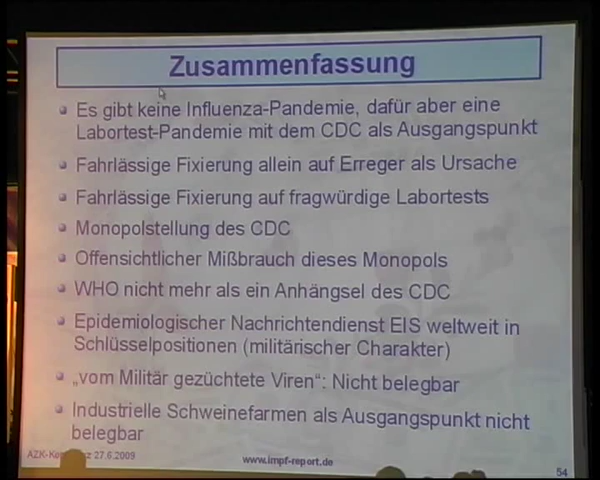 Zusammenfassung
Es gibt keine Influenza-Pandemie, dafür aber eine
Labortest-Pandemie mit dem CDC als Ausgangspunkt
Fahrlässige Fixierung allein auf Erreger als Ursache
Fahrlässige Fixierung auf fragwürdige Labortests
Monopolstellung des CDC
Offensichtlicher Mißbrauch dieses Monopols
WHO nicht mehr als ein Anhängsel des CDC
Epidemiologischer Nachrichtendienst EIS weltweit in
Schlüsselpositionen (militärischer Charakter)
„vom Militär gezüchtete Viren“: Nicht belegbar
Industrielle Schweinefarmen als Ausgangspunkt nicht
belegbar
27.6.2009
www.impf-report.de
54